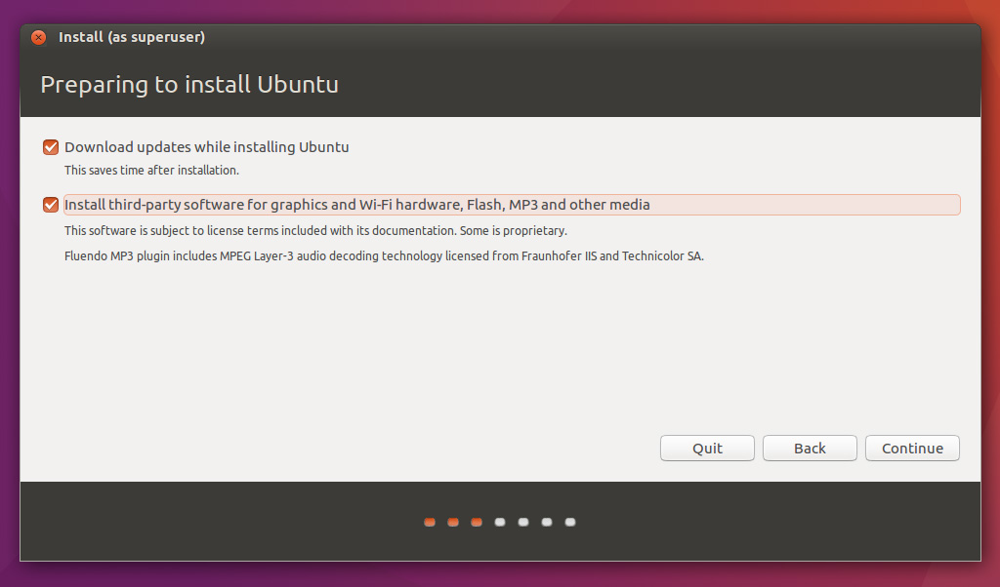 Install (as superuser)
Preparing to install Ubuntu
Download updates while installing Ubuntu
This saves time after installation.
Install third-party software for graphics and Wi-Fi hardware, Flash, MP3 and other media
This software is subject to license terms included with its documentation. Some is proprietary.
Fluendo MP3 plugin includes MPEG Layer-3 audio decoding technology licensed from Fraunhofer IIS and Technicolor SA.
Quit Back Continue